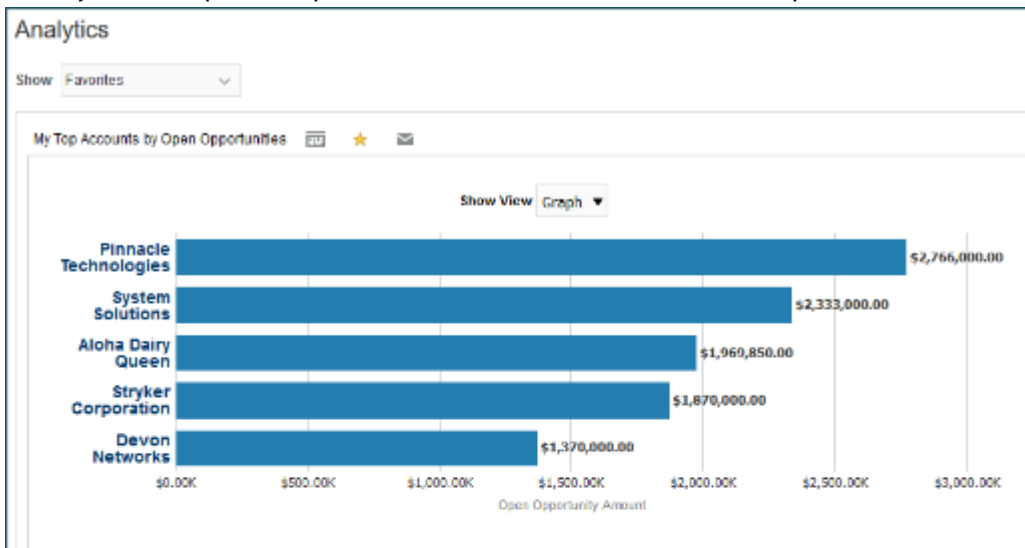 Analytics
Show Favorites
My Top Accounts by Open Opportunities
Show View Graph
Pinnacle
Technologies
$2,766,000.00
System
Solutions
$2,333,000.00
Aloha Dairy
Queen
$1,969,850.00
Stryker
Corporation
$1,870,000.00
Devon
Networks
$1,370,000.00
$0.00K $500.00K $1,000.00K $1,500.00K $2,000.00K $2,500.00K $3,000.00K
Open Opportunity Amount